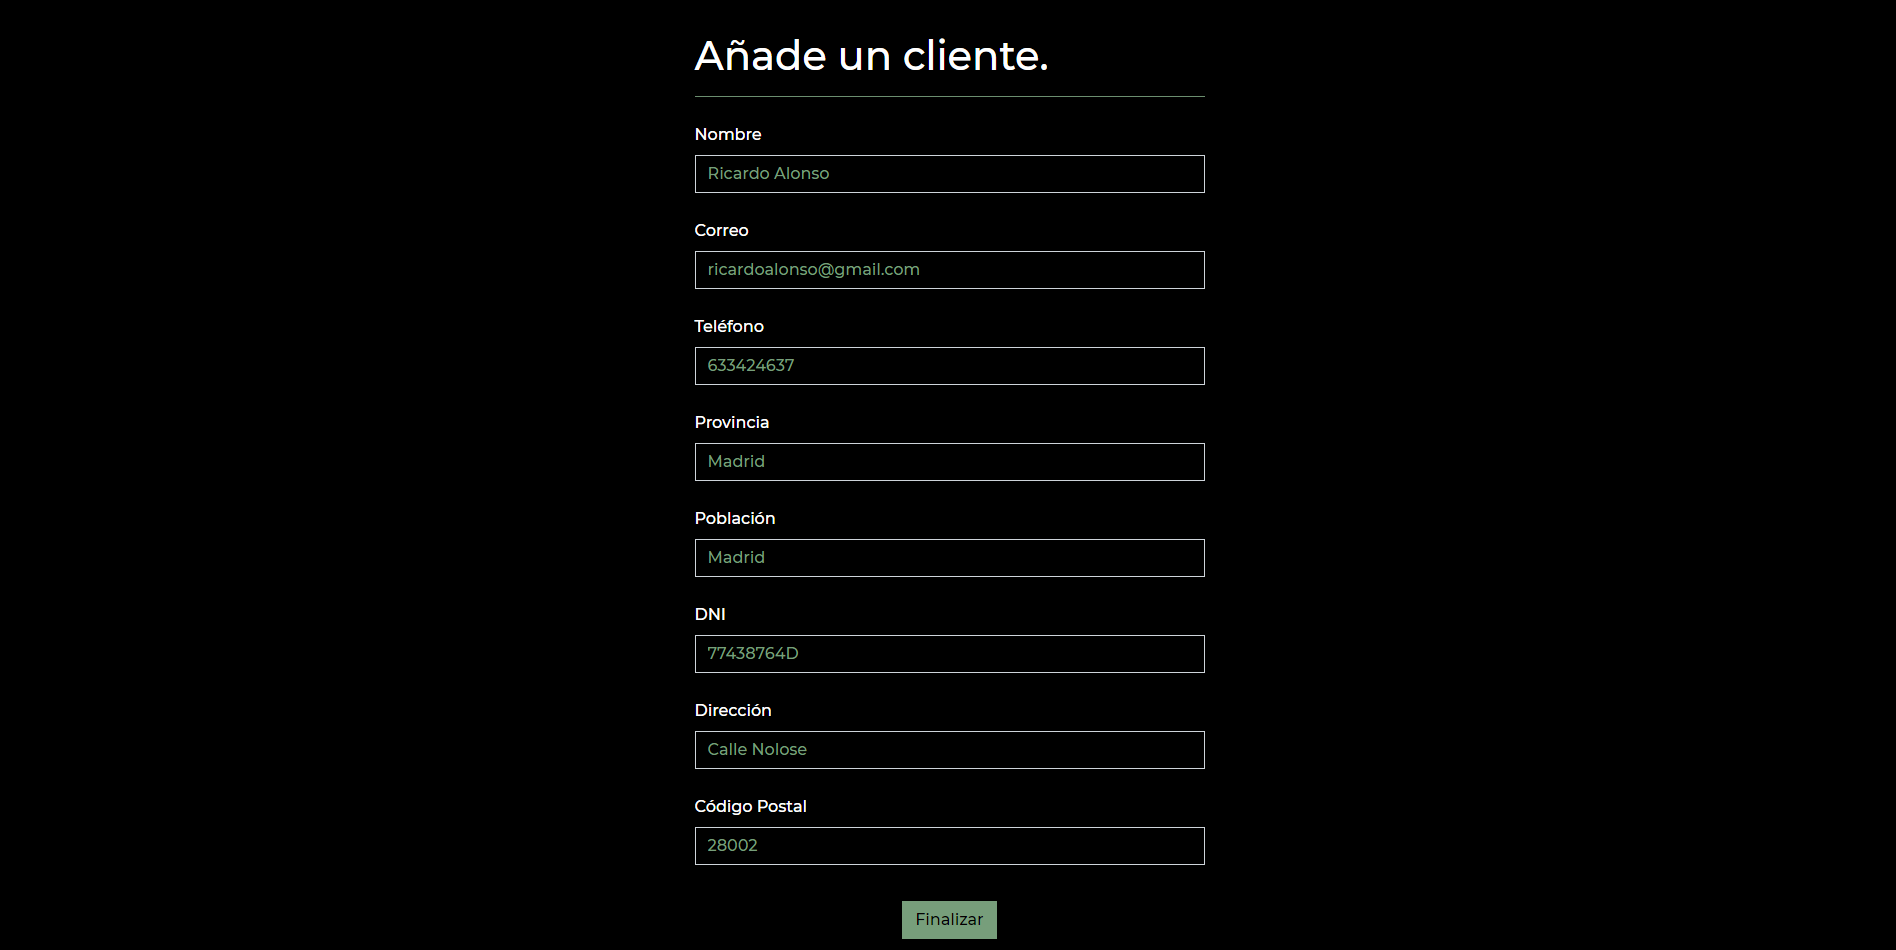 Añade un cliente.
Nombre
Ricardo Alonso
Correo
ricardoalonso@gmail.com
Teléfono
633424637
Provincia
Madrid
Población
Madrid
DNI
77438764D
Dirección
Calle Nolose
Código Postal
28002
Finalizar